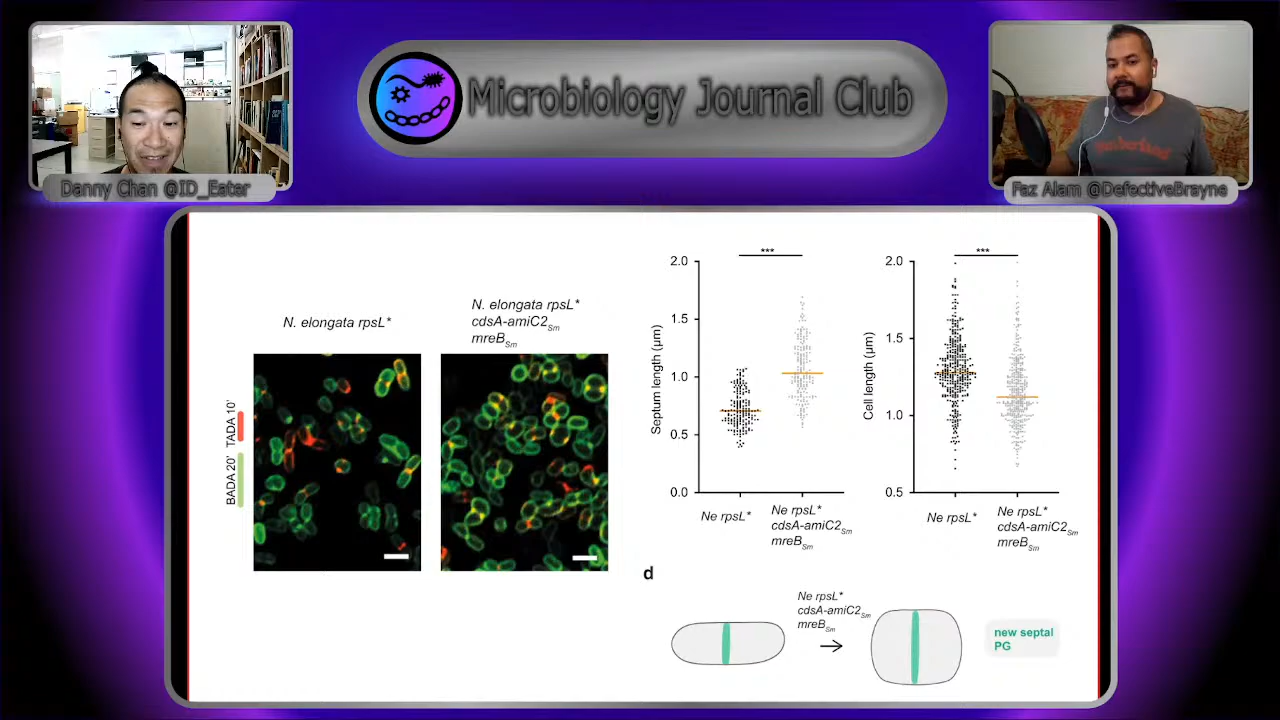 Microbiology Journal Club
Danny Chan @ID_Eater
Faz Alam @DefectiveBrayne
N. elongata rpsL*
N. elongata rpsL*
cdsA-amiC2Sm
mreBSm
BADA 20' TADA 10'
***
2.0
1.5
1.0
0.5
0.0
Septum length (µm)
Ne rpsL*
Ne rpsL*
cdsA-amiC2Sm
mreBSm
***
2.0
1.5
1.0
0.5
Cell length (µm)
Ne rpsL*
Ne rpsL*
cdsA-amiC2Sm
mreBSm
d
Ne rpsL*
cdsA-amiC2Sm
mreBSm
new septal
PG